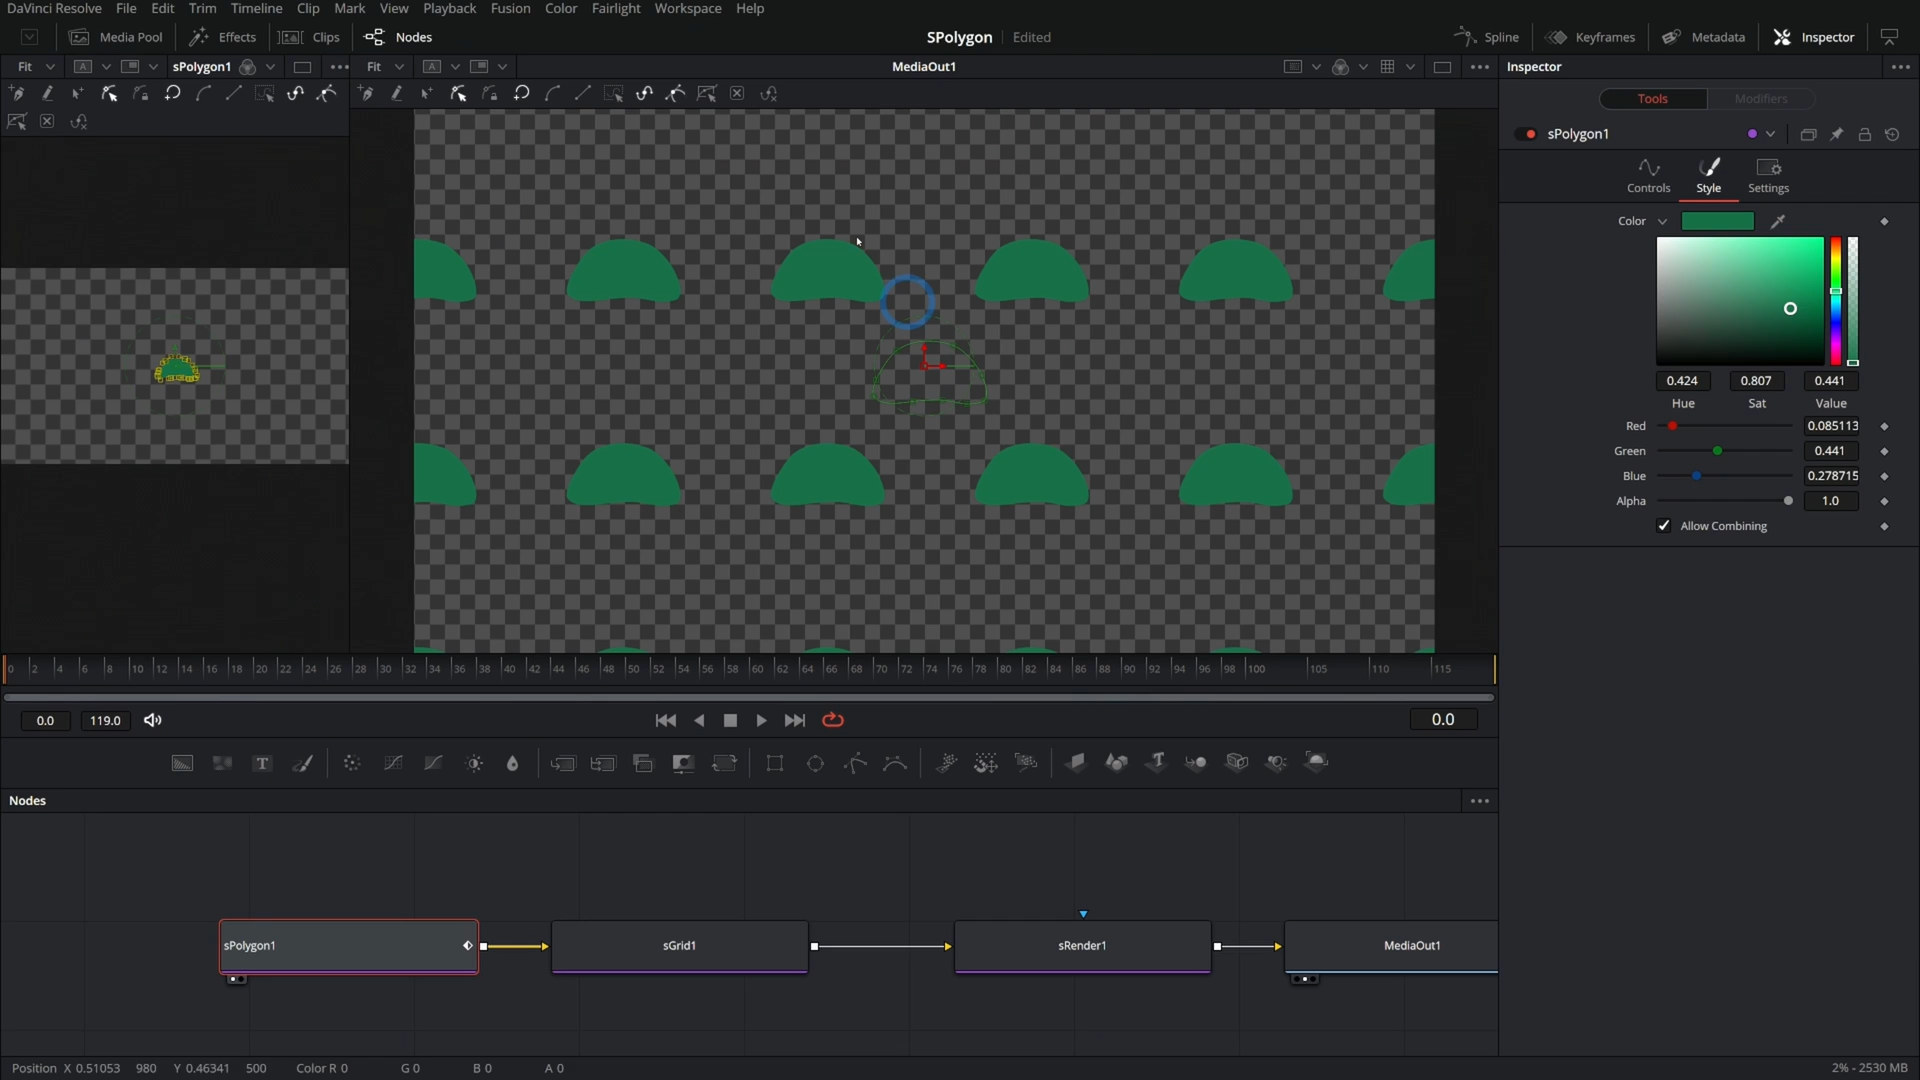 DaVinci Resolve File Edit Trim Timeline Clip Mark View Playback Fusion Color Fairlight Workspace Help
Media Pool Effects Clips Nodes SPolygon Edited Spline Keyframes Metadata Inspector
Fit A sPolygon1 Fit A MediaOut1 Inspector
Tools Modifiers
sPolygon1
Controls Style Settings
Color
0.424 0.807 0.441
Hue Sat Value
Red 0.085113
Green 0.441
Blue 0.278715
Alpha 1.0
Allow Combining
0 2 4 6 8 10 12 14 16 18 20 22 24 26 28 30 32 34 36 38 40 42 44 46 48 50 52 54 56 58 60 62 64 66 68 70 72 74 76 78 80 82 84 86 88 90 92 94 96 98 100 105 110 115
0.0 119.0 0.0
T T
Nodes
sPolygon1 sGrid1 sRender1 MediaOut1
Position X 0.51053 980 Y 0.46341 500 Color R 0 G 0 B 0 A 0 2% - 2530 MB